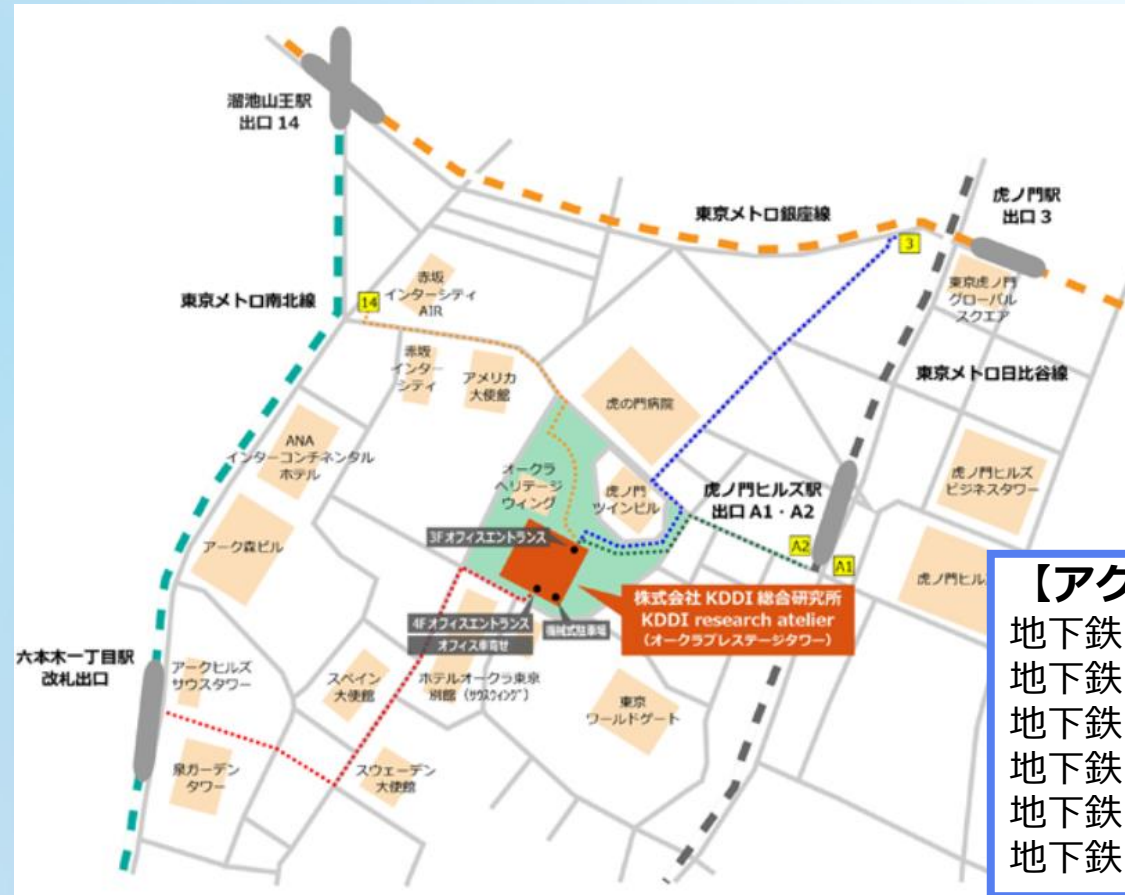 溜池山王駅
出口 14
虎ノ門駅
出口 3
東京メトロ銀座線
3
東京メトロ南北線
14
赤坂
インターシティ
AIR
東京虎ノ門
グローバル
スクエア
赤坂
インター
シティ
アメリカ
大使館
東京メトロ日比谷線
虎の門病院
ANA
インターコンチネンタル
ホテル
オークラ
ヘリテージ
ウィング
虎ノ門
ツインビル
虎ノ門ヒルズ駅
出口 A1・A2
虎ノ門ヒルズ
ビジネスタワー
アーク森ビル
3Fオフィスエントランス
A2
A1
虎ノ門ヒル
株式会社 KDDI 総合研究所
KDDI research atelier
（オークラプレステージタワー）
4Fオフィスエントランス
オフィス車寄せ
機械式駐車場
六本木一丁目駅
改札出口
アークヒルズ
サウスタワー
スペイン
大使館
ホテルオークラ東京
別館（ｻｳｽｳｨﾝｸﾞ）
東京
ワールドゲート
泉ガーデン
タワー
スウェーデン
大使館
【アク
地下鉄
地下鉄
地下鉄
地下鉄
地下鉄
地下鉄